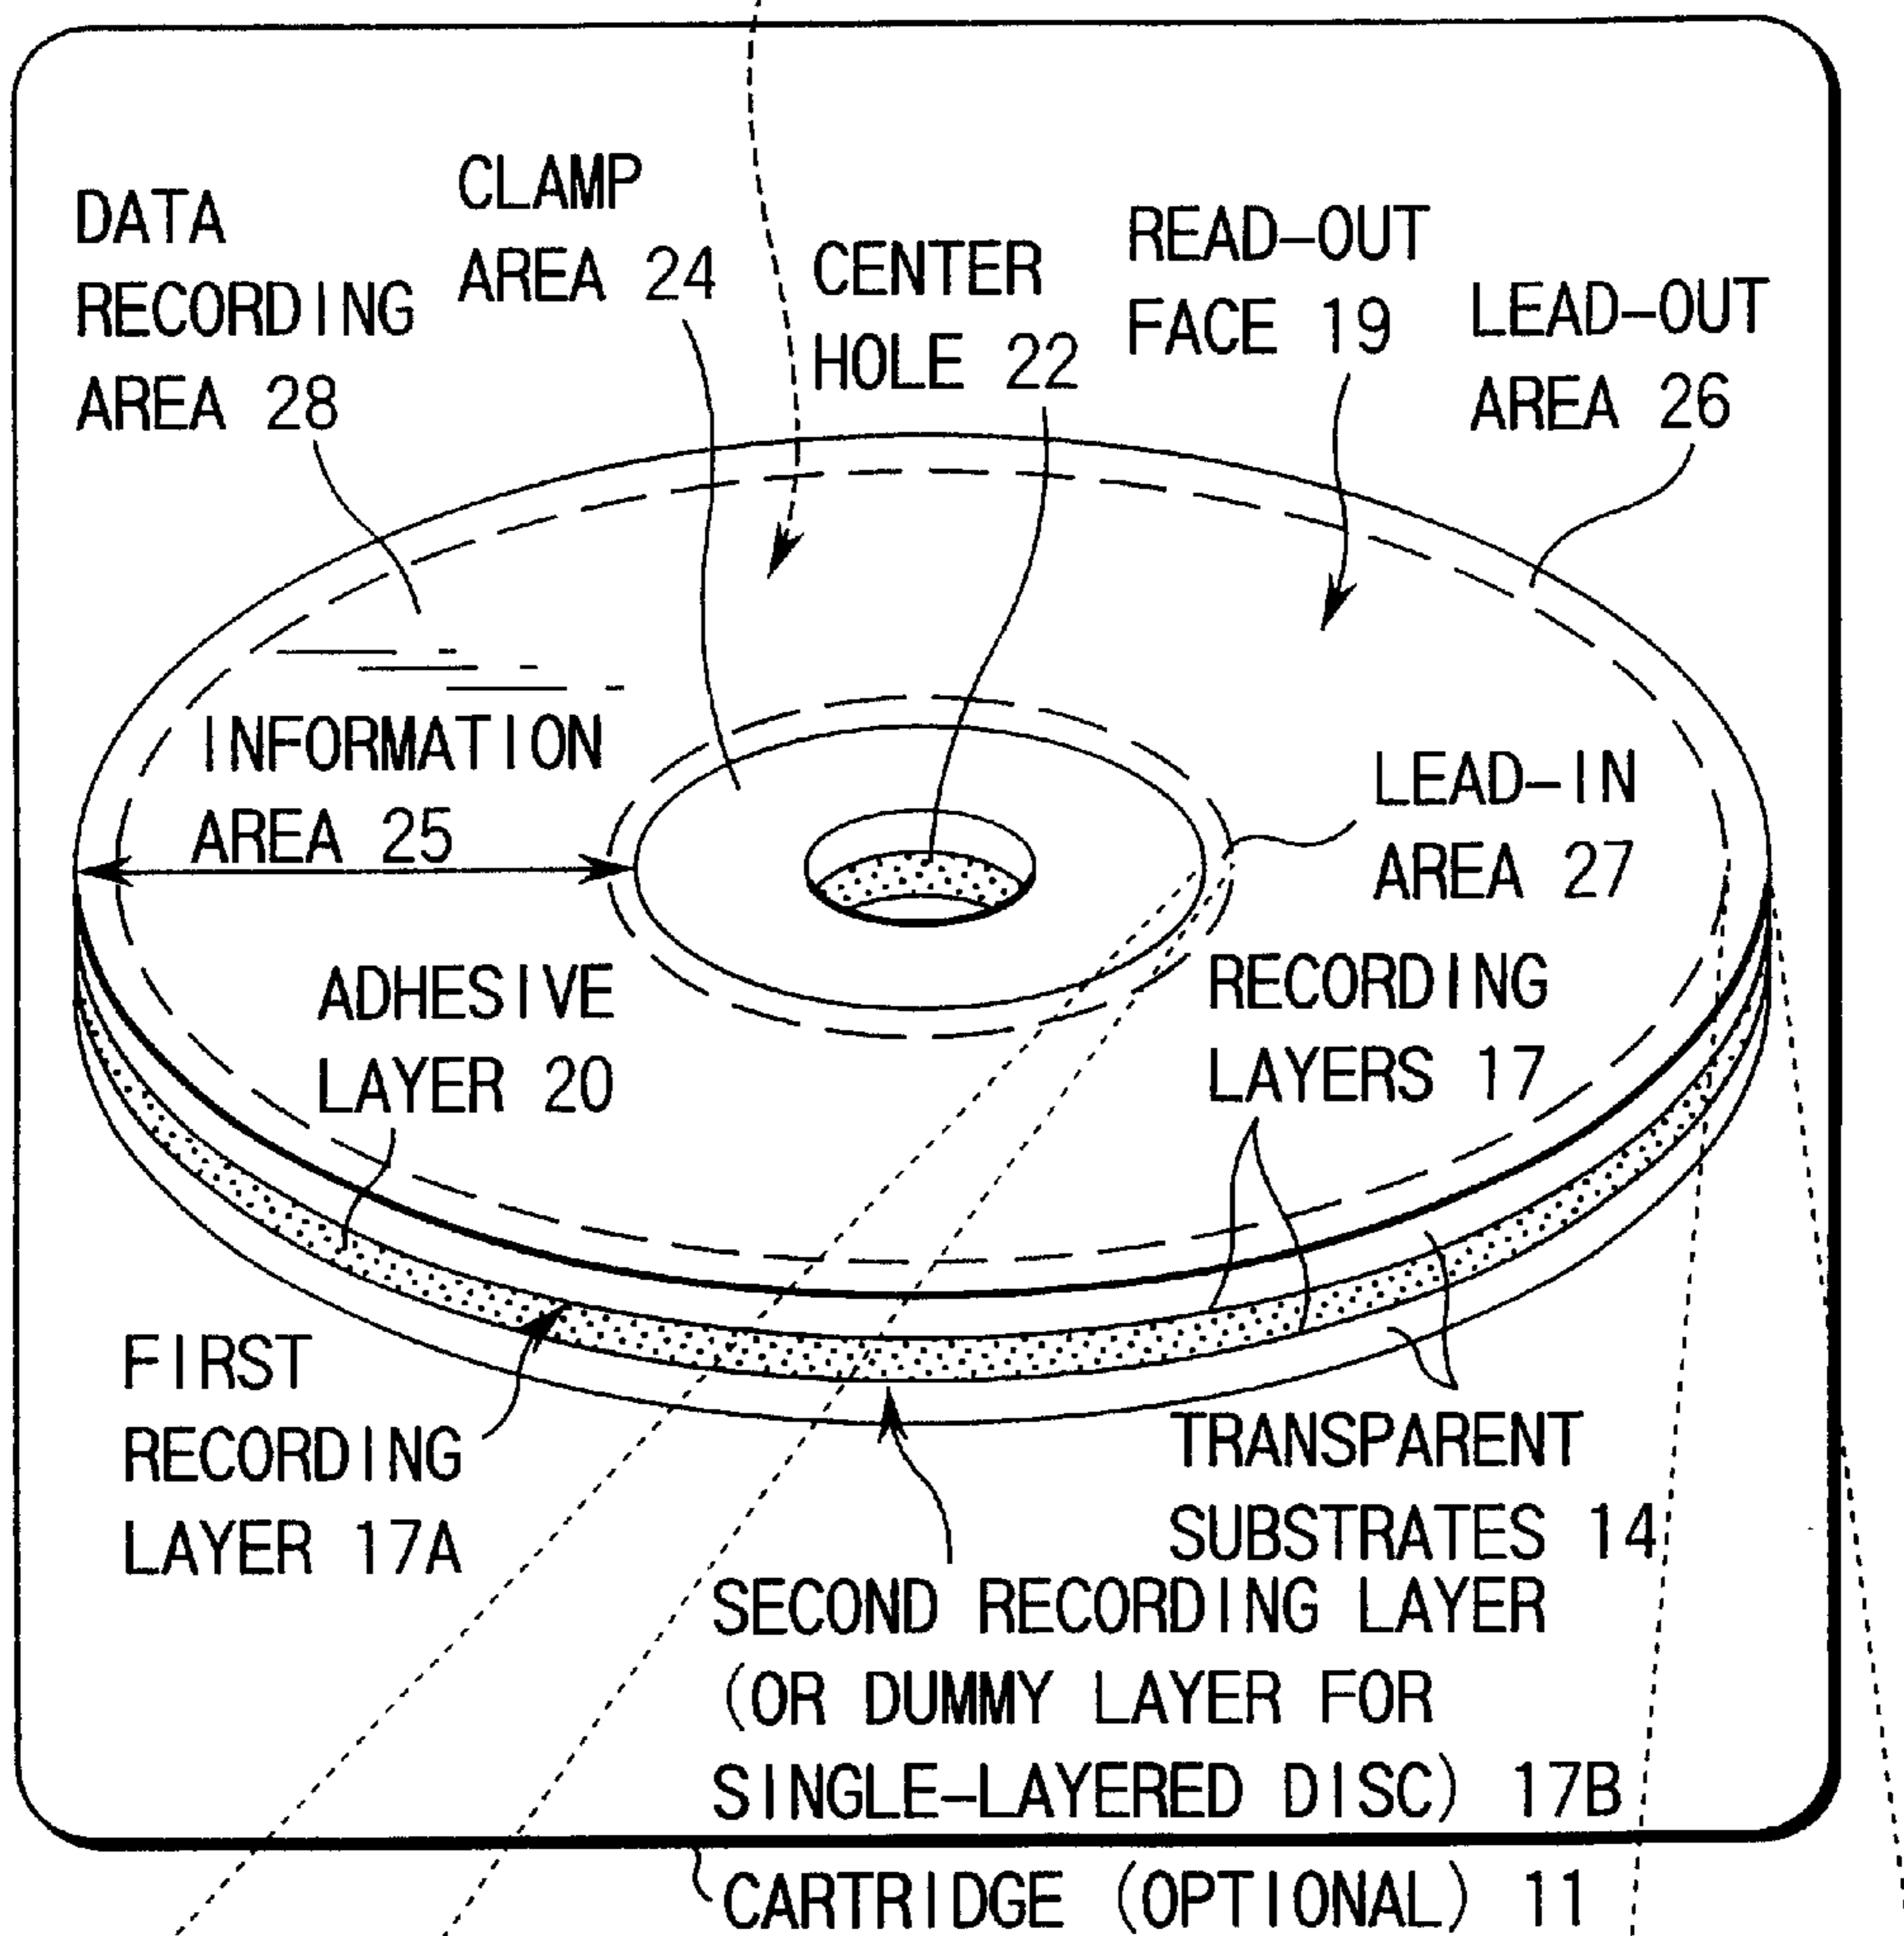 DATA
RECORDING
AREA 28
CLAMP
AREA 24
CENTER
HOLE 22
READ-OUT
FACE 19
LEAD-OUT
AREA 26
INFORMATION
AREA 25
LEAD-IN
AREA 27
ADHESIVE
LAYER 20
RECORDING
LAYERS 17
FIRST
RECORDING
LAYER 17A
TRANSPARENT
SUBSTRATES 14
SECOND RECORDING LAYER
(OR DUMMY LAYER FOR
SINGLE-LAYERED DISC) 17B
CARTRIDGE (OPTIONAL) 11